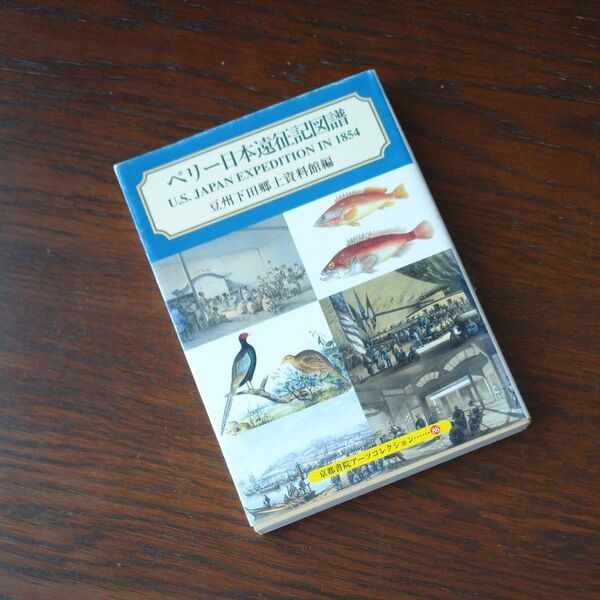 ペリー日本遠征記図譜
U.S. JAPAN EXPEDITION IN 1854
豆州下田郷土資料館編
京都書院アーツコレクション……